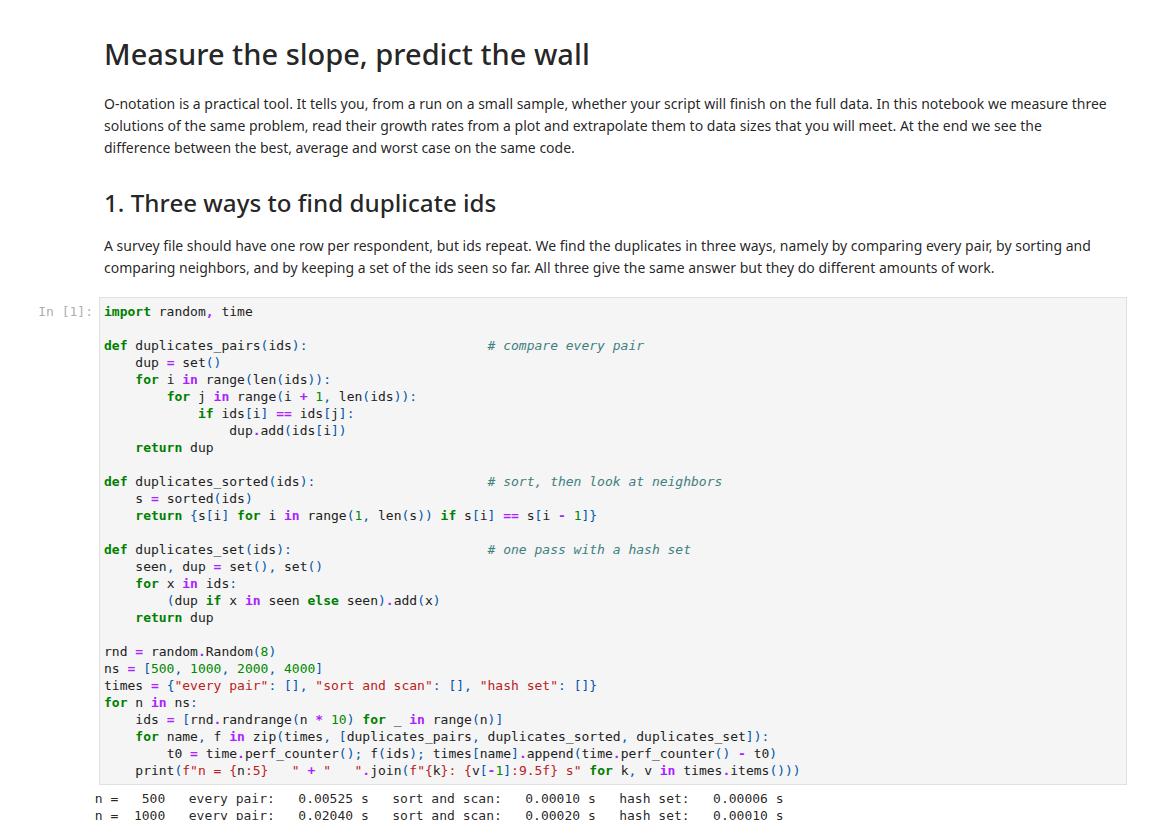 Measure the slope, predict the wall
O-notation is a practical tool. It tells you, from a run on a small sample, whether your script will finish on the full data. In this notebook we measure three
solutions of the same problem, read their growth rates from a plot and extrapolate them to data sizes that you will meet. At the end we see the
difference between the best, average and worst case on the same code.
1. Three ways to find duplicate ids
A survey file should have one row per respondent, but ids repeat. We find the duplicates in three ways, namely by comparing every pair, by sorting and
comparing neighbors, and by keeping a set of the ids seen so far. All three give the same answer but they do different amounts of work.
In [1]:
import random, time

def duplicates_pairs(ids):                       # compare every pair
    dup = set()
    for i in range(len(ids)):
        for j in range(i + 1, len(ids)):
            if ids[i] == ids[j]:
                dup.add(ids[i])
    return dup

def duplicates_sorted(ids):                      # sort, then look at neighbors
    s = sorted(ids)
    return {s[i] for i in range(1, len(s)) if s[i] == s[i - 1]}

def duplicates_set(ids):                         # one pass with a hash set
    seen, dup = set(), set()
    for x in ids:
        (dup if x in seen else seen).add(x)
    return dup

rnd = random.Random(8)
ns = [500, 1000, 2000, 4000]
times = {"every pair": [], "sort and scan": [], "hash set": []}
for n in ns:
    ids = [rnd.randrange(n * 10) for _ in range(n)]
    for name, f in zip(times, [duplicates_pairs, duplicates_sorted, duplicates_set]):
        t0 = time.perf_counter(); f(ids); times[name].append(time.perf_counter() - t0)
    print(f"n = {n:5}   " + "   ".join(f"{k}: {v[-1]:9.5f} s" for k, v in times.items()))
n =   500   every pair:   0.00525 s   sort and scan:   0.00010 s   hash set:   0.00006 s
n =  1000   every pair:   0.02040 s   sort and scan:   0.00020 s   hash set:   0.00010 s